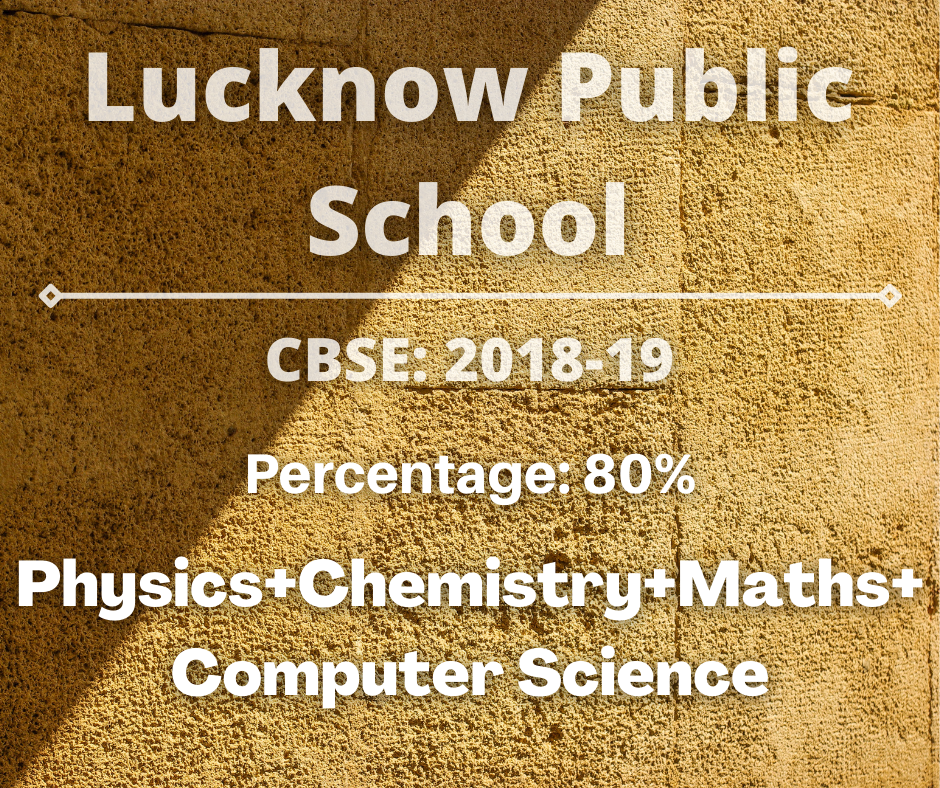 Lucknow Public
School
CBSE: 2018-19
Percentage: 80%
Physics+Chemistry+Maths+
Computer Science